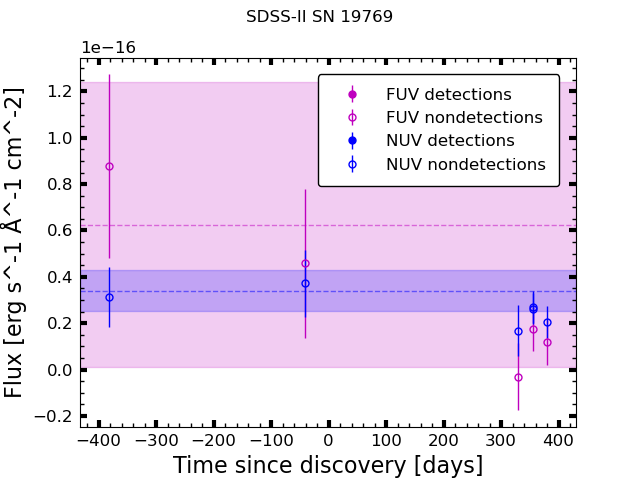 SDSS-II SN 19769
1e−16
Flux [erg s^-1 Å^-1 cm^-2]
1.2
1.0
0.8
0.6
0.4
0.2
0.0
−0.2
FUV detections
FUV nondetections
NUV detections
NUV nondetections
−400 −300 −200 −100 0 100 200 300 400
Time since discovery [days]